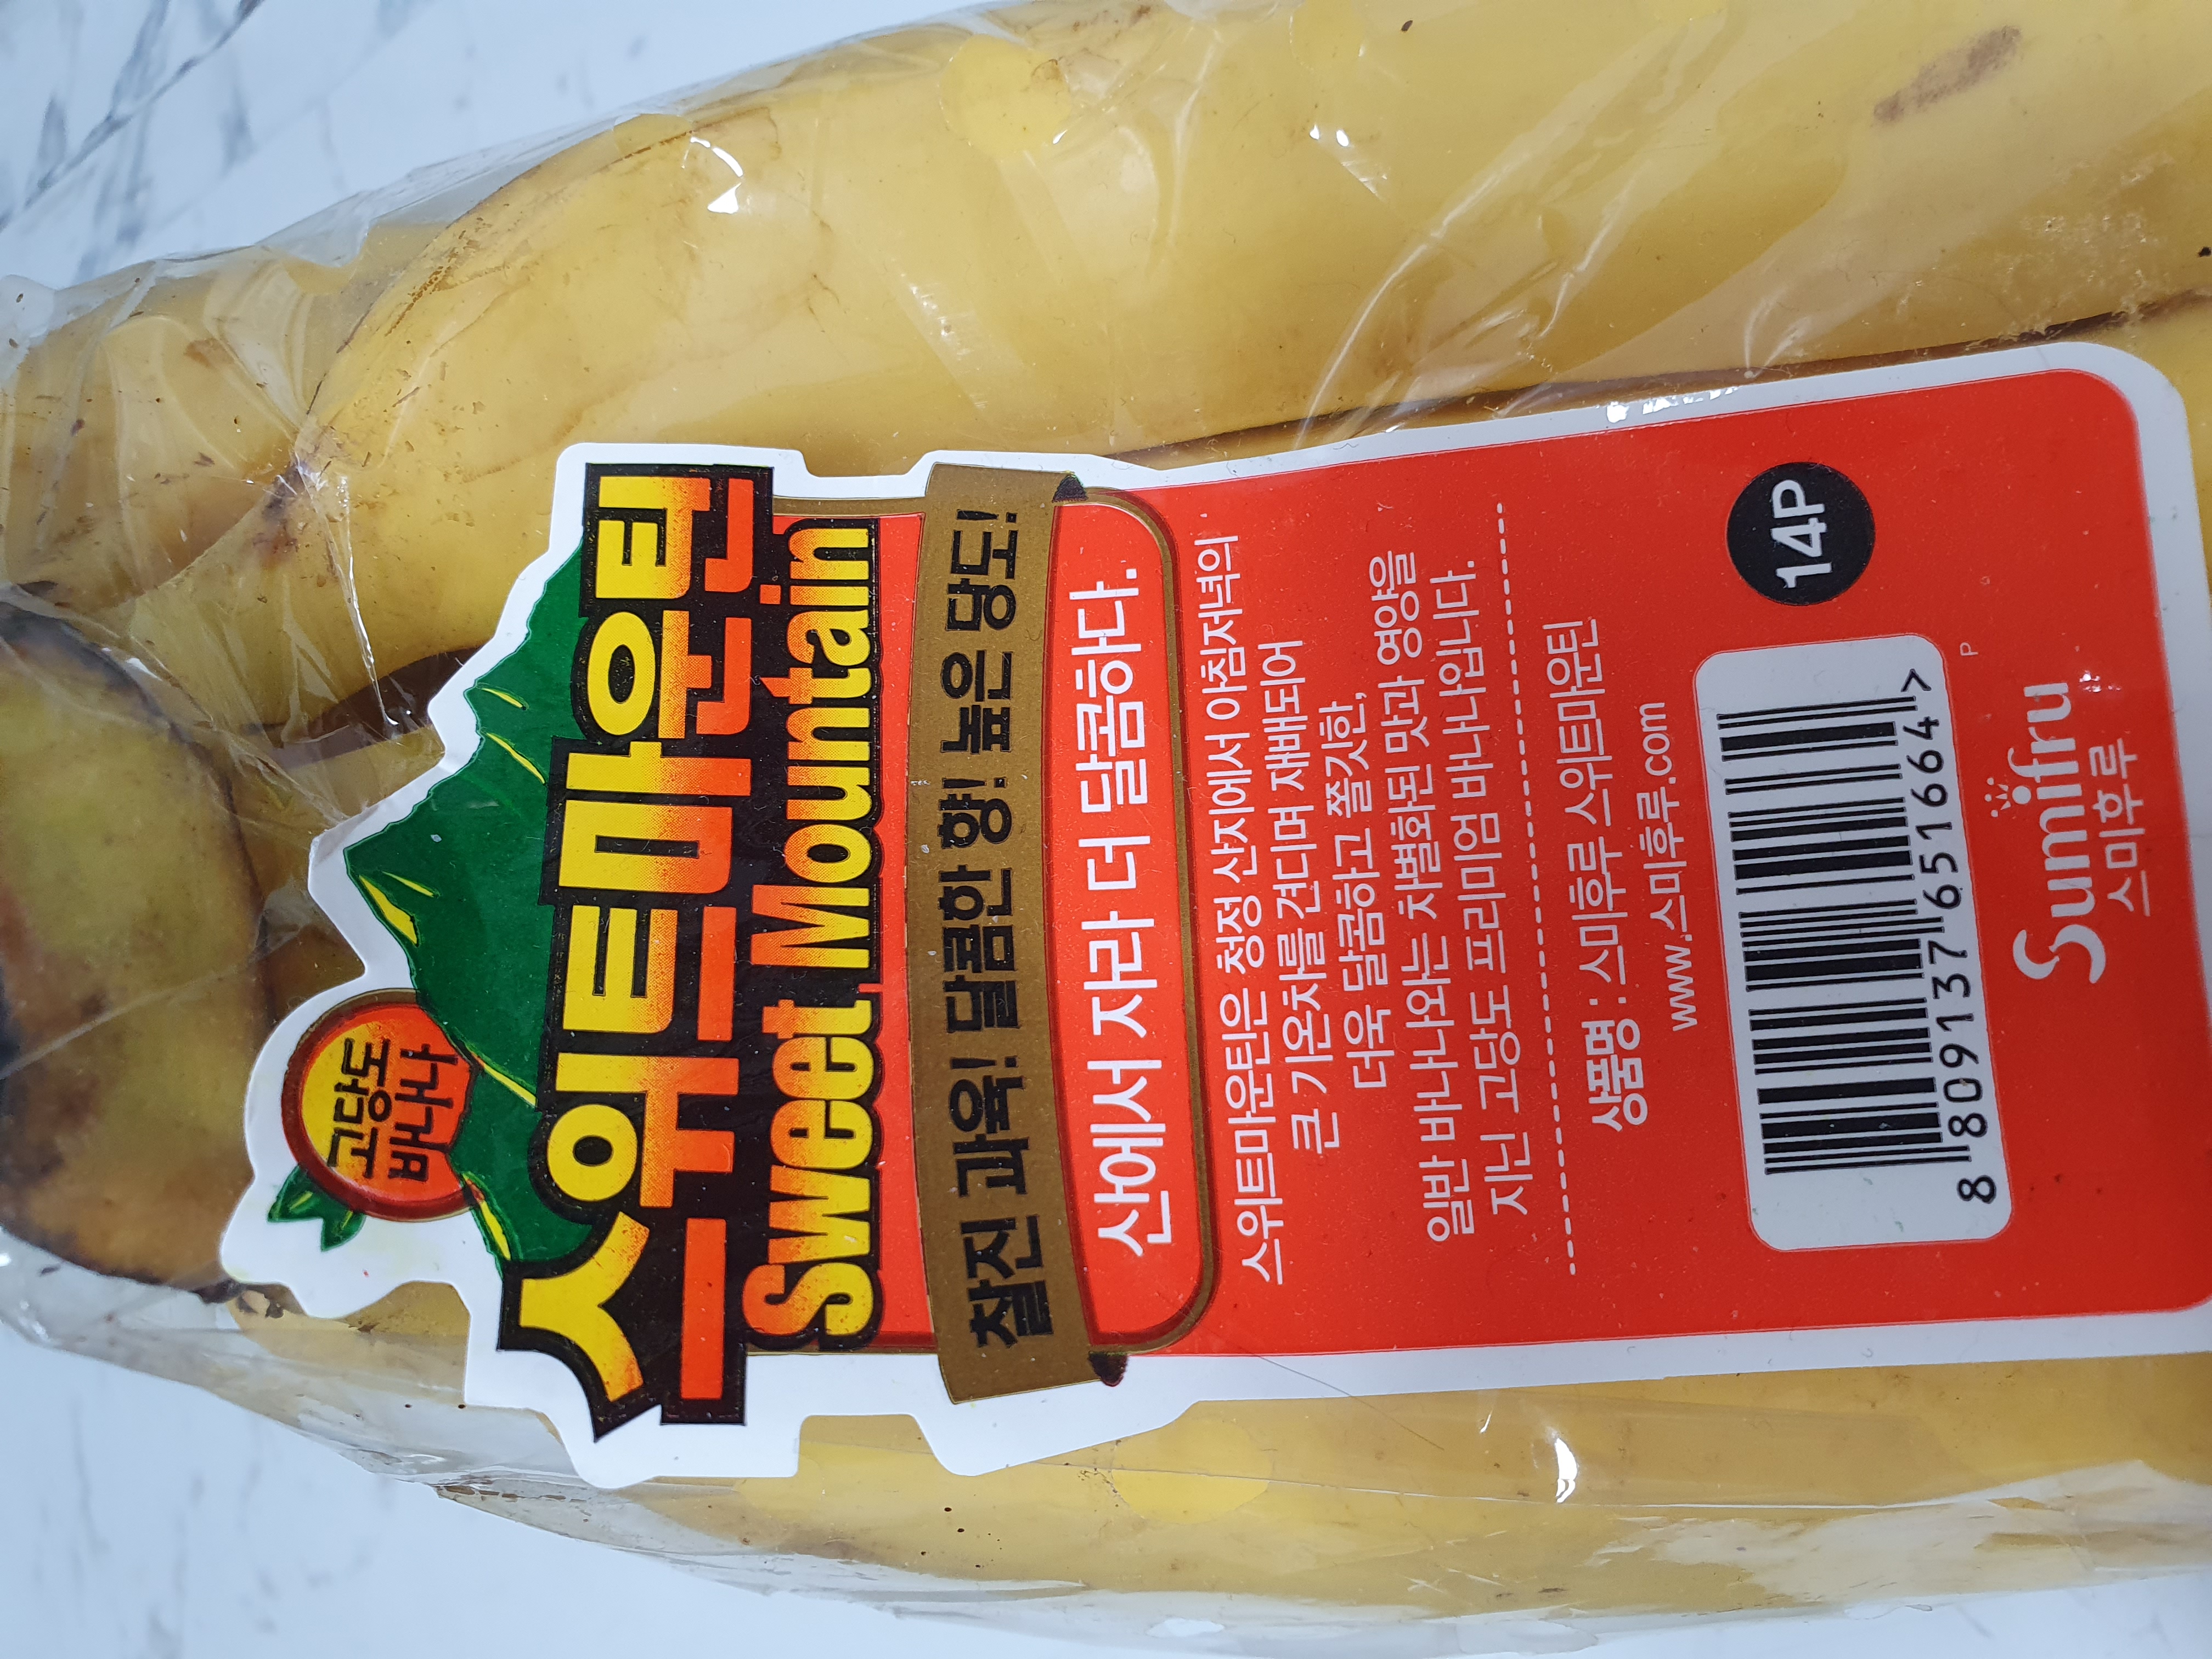 고당도
바나나
스위트마운틴
Sweet Mountain
찰진 과육! 달콤한 향! 높은 당도!
산에서 자라 더 달콤하다.
스위트마운틴은 청정 산지에서 아침저녁의
큰 기온차를 견디며 재배되어
더욱 달콤하고 쫄깃한,
일반 바나나와는 차별화된 맛과 영양을
지닌 고당도 프리미엄 바나나입니다.
상품명 : 스미후루 스위트마운틴
www.스미후루.com
14P
8 809137 651664 >
P
Sumifru
스미후루